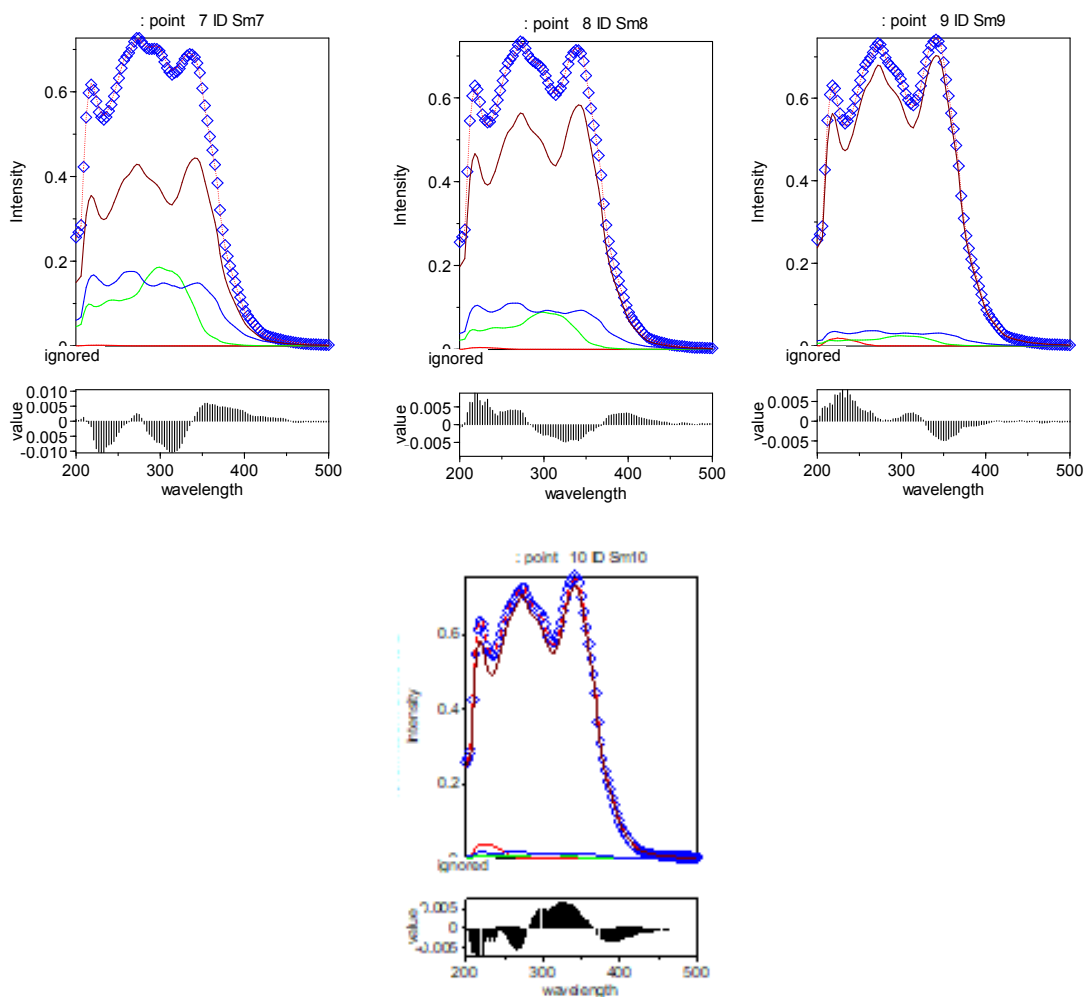 : point 7 ID Sm7
: point 8 ID Sm8
: point 9 ID Sm9
Intensity
0.6
0.4
0.2
0
ignored
Intensity
0.6
0.4
0.2
0
ignored
Intensity
0.6
0.4
0.2
0
ignored
value
0.010
0.005
0
0.005
-0.010
200 300 400 500
wavelength
value
0.005
0
-0.005
200 300 400 500
wavelength
value
0.005
0
-0.005
200 300 400 500
wavelength
: point 10 ID Sm10
Intensity
0.6
0.4
0.2
0
ignored
value
0.005
0
-0.005
200 300 400 500
wavelength